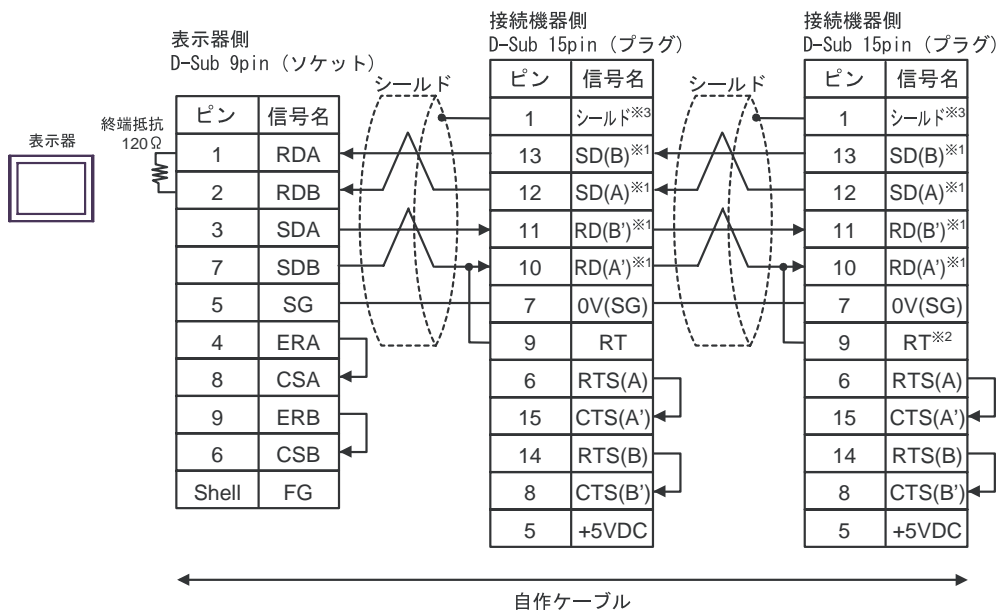 表示器
終端抵抗
120Ω
表示器側
D-Sub 9pin (ソケット)
ピン 信号名
1 RDA
2 RDB
3 SDA
7 SDB
5 SG
4 ERA
8 CSA
9 ERB
6 CSB
Shell FG
シールド
接続機器側
D-Sub 15pin (プラグ)
ピン 信号名
1 シールド※3
13 SD(B)※1
12 SD(A)※1
11 RD(B')※1
10 RD(A')※1
7 0V(SG)
9 RT
6 RTS(A)
15 CTS(A')
14 RTS(B)
8 CTS(B')
5 +5VDC
シールド
接続機器側
D-Sub 15pin (プラグ)
ピン 信号名
1 シールド※3
13 SD(B)※1
12 SD(A)※1
11 RD(B')※1
10 RD(A')※1
7 0V(SG)
9 RT※2
6 RTS(A)
15 CTS(A')
14 RTS(B)
8 CTS(B')
5 +5VDC
自作ケーブル